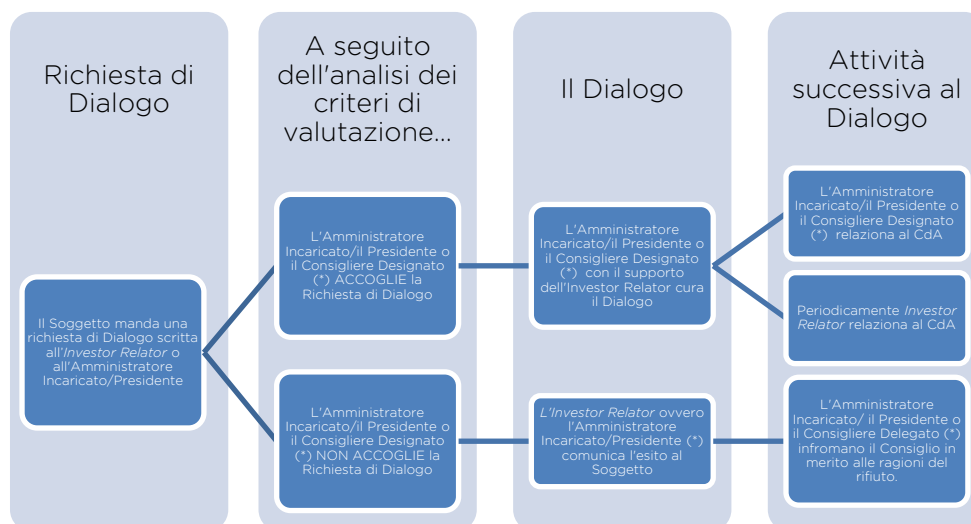 Richiesta di
Dialogo
Il Soggetto manda una
richiesta di Dialogo scritta
all'Investor Relator o
all'Amministratore
Incaricato/Presidente
A seguito
dell'analisi dei
criteri di
valutazione...
L'Amministratore
Incaricato/il Presidente o
il Consigliere Designato
(*) ACCOGLIE la
Richiesta di Dialogo
L'Amministratore
Incaricato/il Presidente o
il Consigliere Designato
(*) NON ACCOGLIE la
Richiesta di Dialogo
Il Dialogo
L'Amministratore
Incaricato/il Presidente o
il Consigliere Designato
(*) con il supporto
dell'Investor Relator cura
il Dialogo
L'Investor Relator ovvero
l'Amministratore
Incaricato/Presidente (*)
comunica l'esito al
Soggetto
Attività
successiva al
Dialogo
L'Amministratore
Incaricato/il Presidente o
il Consigliere Designato
(*) relaziona al CdA
Periodicamente Investor
Relator relaziona al CdA
L'Amministratore
Incaricato/ il Presidente o
il Consigliere Delegato (*)
infromano il Consiglio in
merito alle ragioni del
rifiuto.